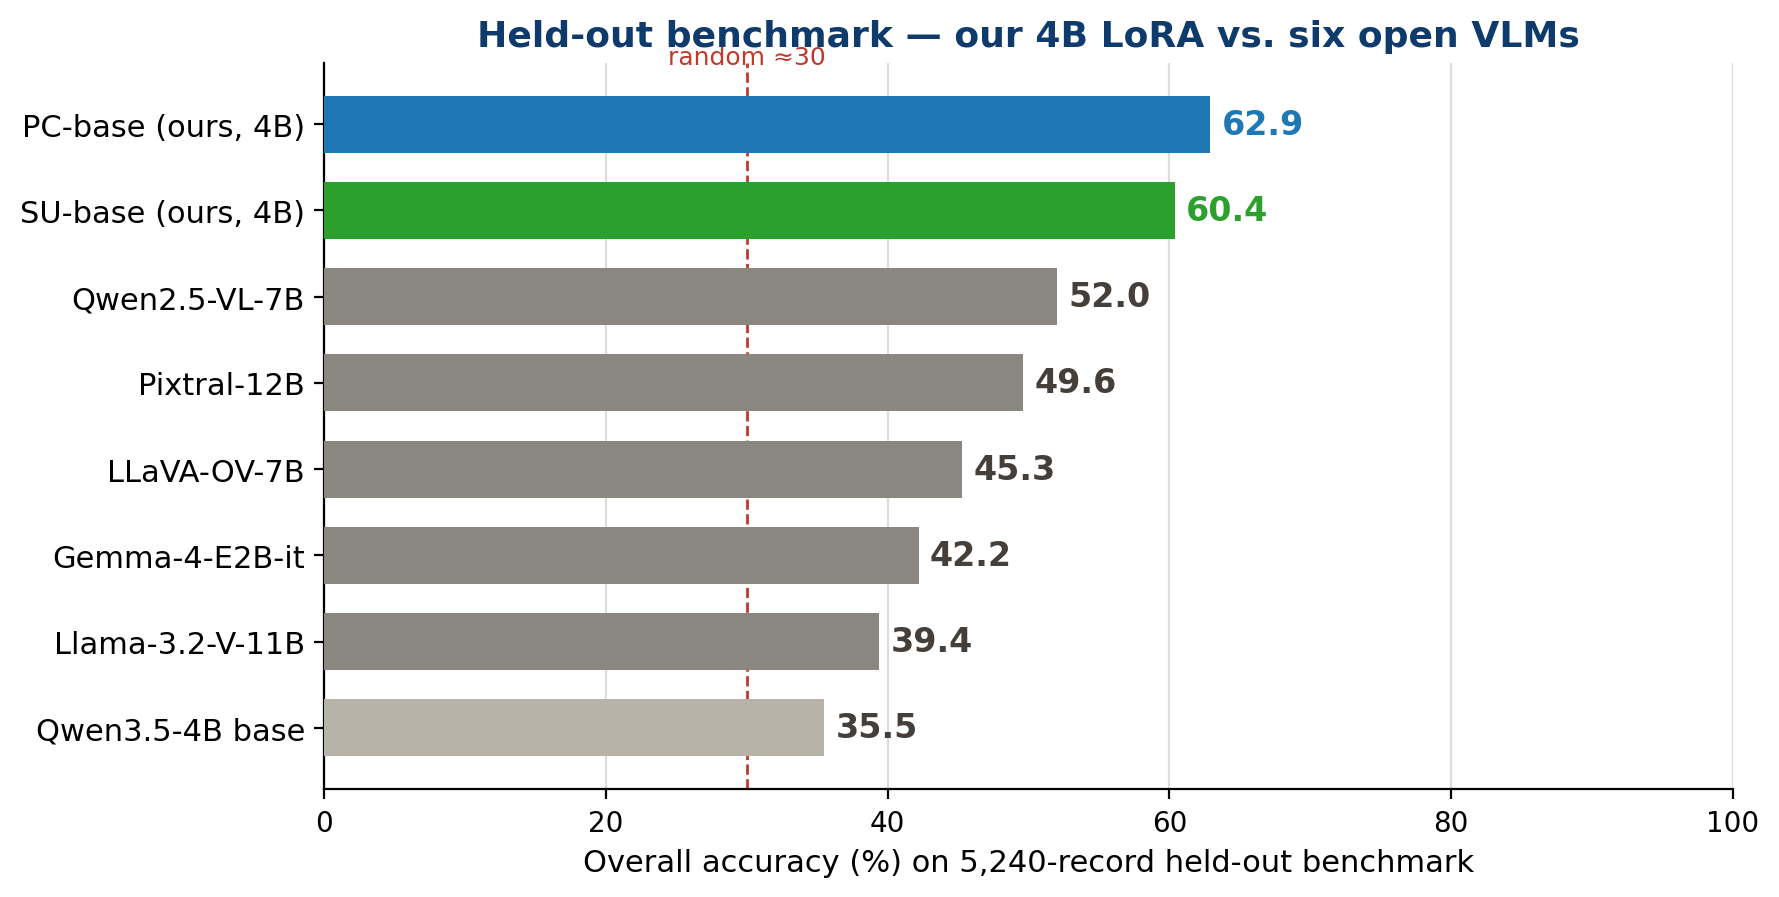 Held-out benchmark — our 4B LoRA vs. six open VLMs
random ≈30
PC-base (ours, 4B) 62.9
SU-base (ours, 4B) 60.4
Qwen2.5-VL-7B 52.0
Pixtral-12B 49.6
LLaVA-OV-7B 45.3
Gemma-4-E2B-it 42.2
Llama-3.2-V-11B 39.4
Qwen3.5-4B base 35.5
0 20 40 60 80 100
Overall accuracy (%) on 5,240-record held-out benchmark